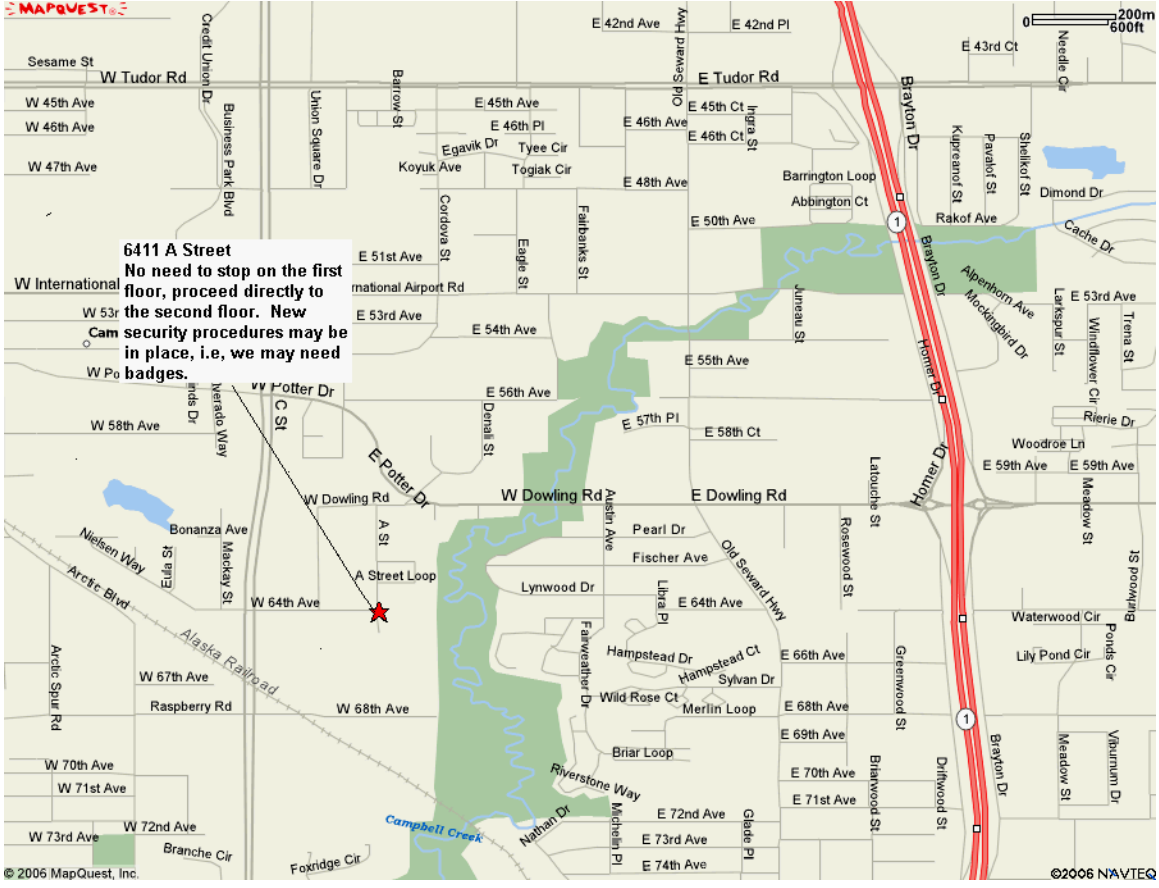 MAPQUEST
0 200m
600ft
E 42nd Ave
E 42nd Pl
Old Seward Hwy
E 43rd Ct
Needle Cir
Credit Union Dr
Sesame St
W Tudor Rd
E Tudor Rd
Barrow St
Brayton Dr
W 45th Ave
Union Square Dr
E 45th Ave
E 45th Ct
Ingra St
Business Park Blvd
W 46th Ave
E 46th Pl
E 46th Ave
E 46th Ct
Kupreanof St
Pavalof St
Shelikof St
Egavik Dr
Tyee Cir
W 47th Ave
Koyuk Ave
Togiak Cir
E 48th Ave
Barrington Loop
Abbington Ct
Dimond Dr
Cordova St
Fairbanks St
E 50th Ave
1
Rakof Ave
Cache Dr
Eagle St
6411 A Street
No need to stop on the first
floor, proceed directly to
the second floor. New
security procedures may be
in place, i.e, we may need
badges.
E 51st Ave
Brayton Dr
Alpenhorn Ave
W International
rnational Airport Rd
Juneau St
Mockingbird Dr
Larkspur St
E 53rd Ave
W 53r
E 53rd Ave
E 54th Ave
Windflower Cir
Trena St
Cam
E 55th Ave
Homer Dr
W Po
W Potter Dr
E 56th Ave
inds Dr
lverado Way
C St
Denali St
E 57th Pl
E 58th Ct
Rierie Dr
W 58th Ave
Woodroe Ln
E Potter Dr
Latouche St
Homer Dr
E 59th Ave
E 59th Ave
W Dowling Rd
W Dowling Rd
E Dowling Rd
Meadow St
Bonanza Ave
A St
Austin Ave
Pearl Dr
Rosewood St
Nielsen Way
Eula St
Mackay St
Fischer Ave
Old Seward Hwy
Burlwood St
Arctic Blvd
A Street Loop
Lynwood Dr
Libra Pl
W 64th Ave
E 64th Ave
Waterwood Cir
Alaska Railroad
Fairweather Dr
Hampstead Dr
Hampstead Ct
E 66th Ave
Greenwood St
Lily Pond Cir
Ponds Cir
Arctic Spur Rd
W 67th Ave
Sylvan Dr
Wild Rose Ct
Raspberry Rd
W 68th Ave
Merlin Loop
E 68th Ave
1
E 69th Ave
Briar Loop
Brayton Dr
Meadow St
Viburnum Dr
W 70th Ave
Riverstone Way
E 70th Ave
Briarwood St
Driftwood St
W 71st Ave
E 71st Ave
Campbell Creek
Nathan Dr
Michelin Pl
E 72nd Ave
Glade Pl
W 72nd Ave
W 73rd Ave
E 73rd Ave
Branche Cir
Foxridge Cir
E 74th Ave
© 2006 MapQuest, Inc.
©2006 NAVTEQ